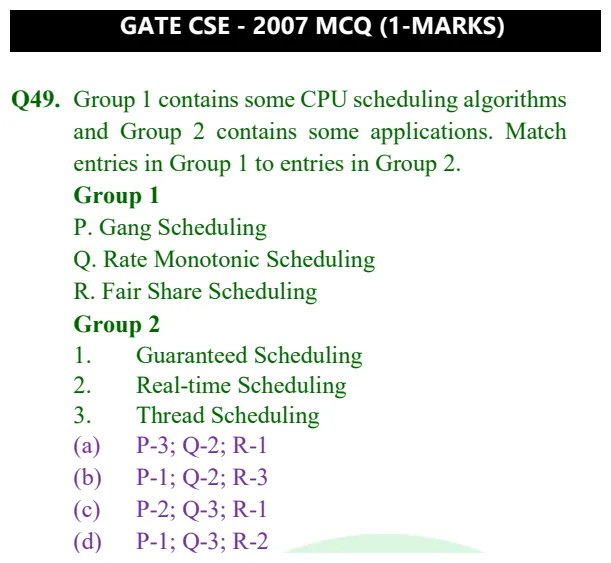 GATE CSE - 2007 MCQ (1-MARKS)
Q49. Group 1 contains some CPU scheduling algorithms
and Group 2 contains some applications. Match
entries in Group 1 to entries in Group 2.
Group 1
P. Gang Scheduling
Q. Rate Monotonic Scheduling
R. Fair Share Scheduling
Group 2
1. Guaranteed Scheduling
2. Real-time Scheduling
3. Thread Scheduling
(a) P-3; Q-2; R-1
(b) P-1; Q-2; R-3
(c) P-2; Q-3; R-1
(d) P-1; Q-3; R-2